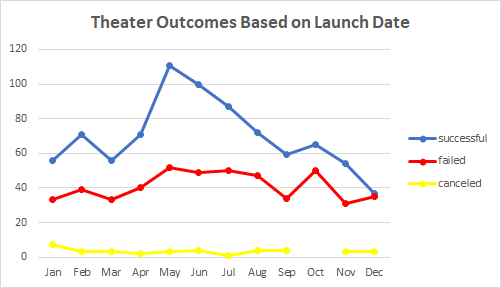 Theater Outcomes Based on Launch Date
120
100
80
60
40
20
0
successful
failed
canceled
Jan Feb Mar Apr May Jun Jul Aug Sep Oct Nov Dec